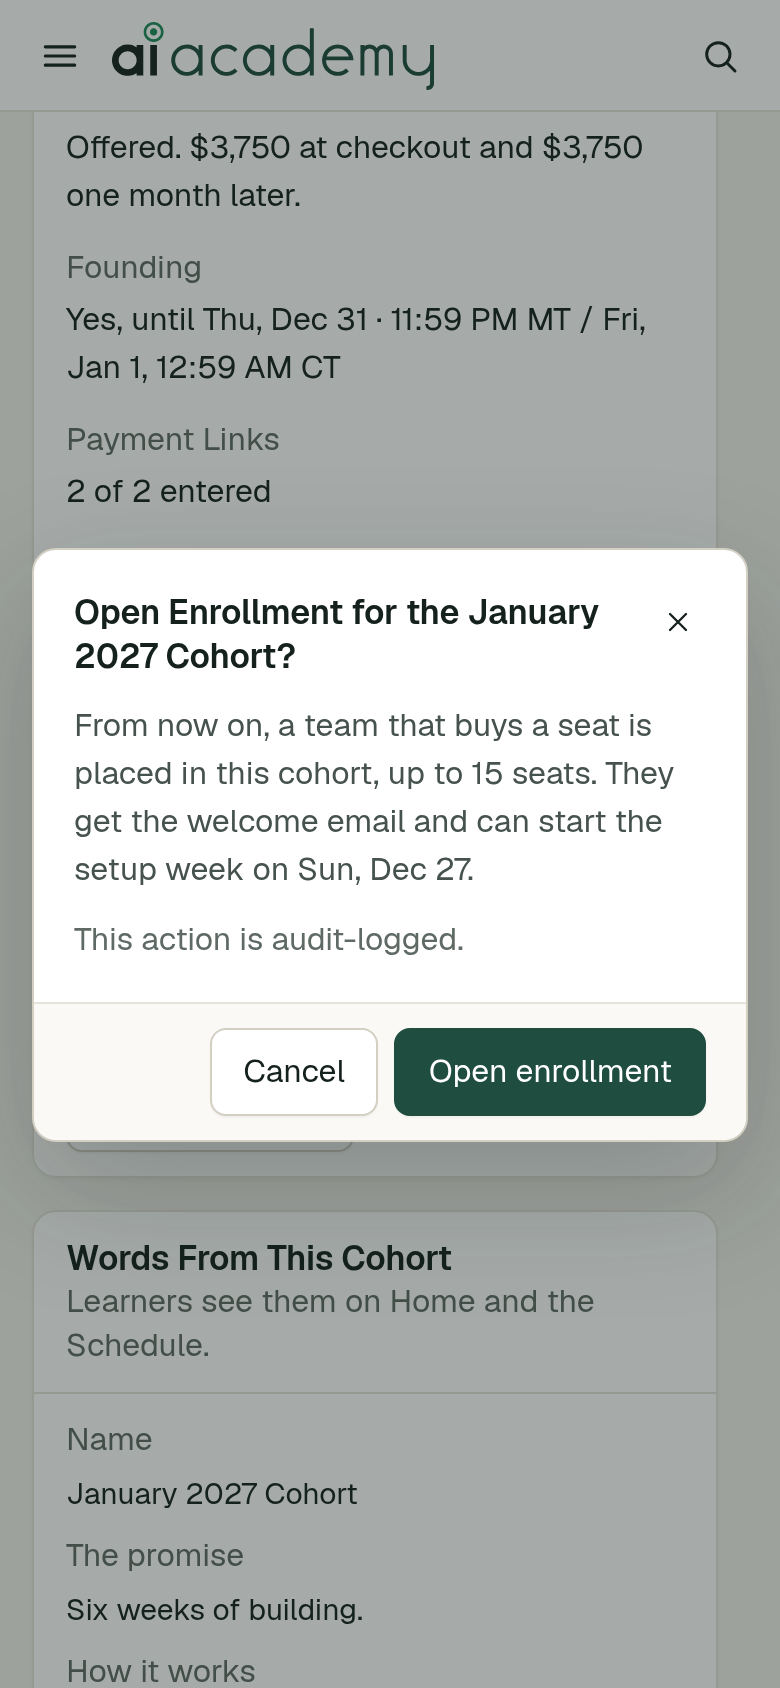 ai academy
Offered. $3,750 at checkout and $3,750
one month later.
Founding
Yes, until Thu, Dec 31 · 11:59 PM MT / Fri,
Jan 1, 12:59 AM CT
Payment Links
2 of 2 entered
Open Enrollment for the January
2027 Cohort?
From now on, a team that buys a seat is
placed in this cohort, up to 15 seats. They
get the welcome email and can start the
setup week on Sun, Dec 27.
This action is audit-logged.
Cancel
Open enrollment
Words From This Cohort
Learners see them on Home and the
Schedule.
Name
January 2027 Cohort
The promise
Six weeks of building.
How it works